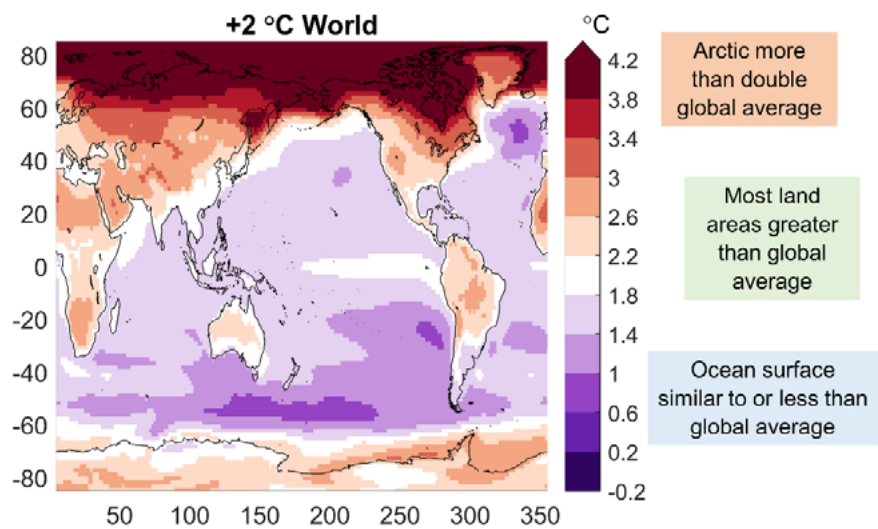 +2 °C World
°C
80
60
40
20
0
-20
-40
-60
-80
50
100
150
200
250
300
350
4.2
3.8
3.4
3
2.6
2.2
1.8
1.4
1
0.6
0.2
-0.2
Arctic more
than double
global average
Most land
areas greater
than global
average
Ocean surface
similar to or less than
global average